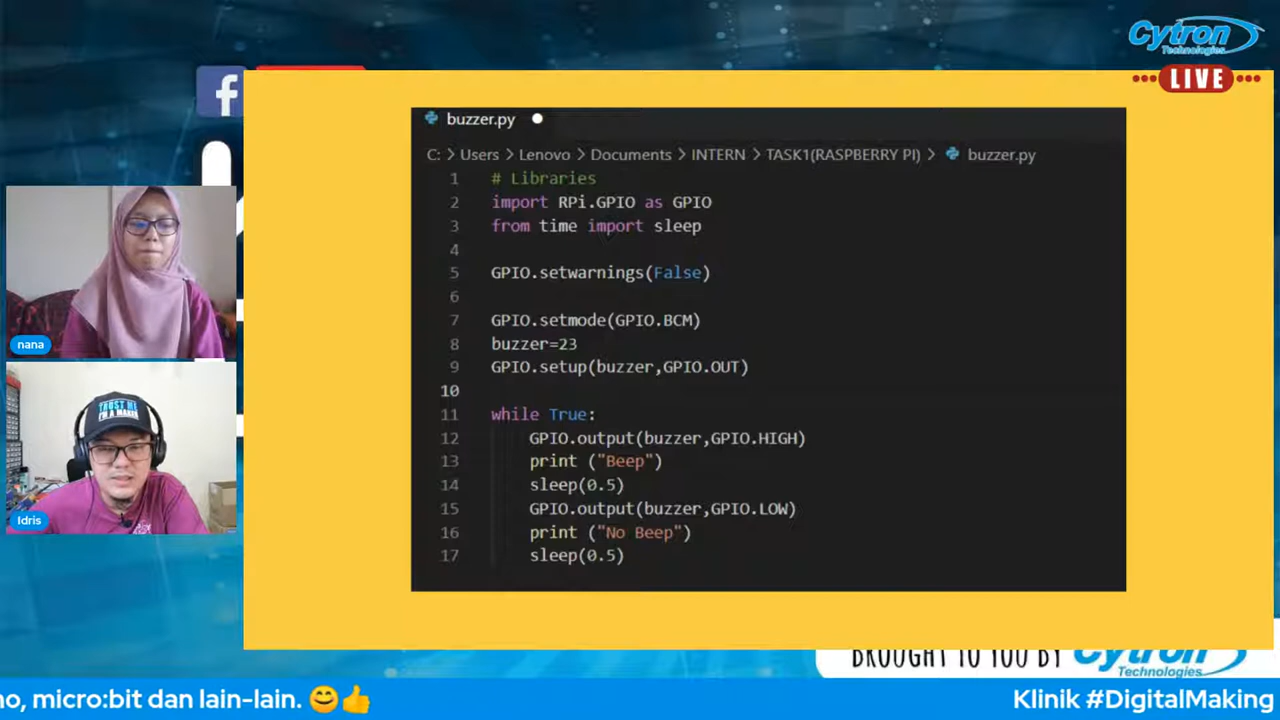 Cytron
Technologies
LIVE
f
buzzer.py
C: > Users > Lenovo > Documents > INTERN > TASK1(RASPBERRY PI) > buzzer.py
1 # Libraries
2 import RPi.GPIO as GPIO
3 from time import sleep
4
5 GPIO.setwarnings(False)
6
7 GPIO.setmode(GPIO.BCM)
8 buzzer=23
9 GPIO.setup(buzzer,GPIO.OUT)
10
11 while True:
12 GPIO.output(buzzer,GPIO.HIGH)
13 print ("Beep")
14 sleep(0.5)
15 GPIO.output(buzzer,GPIO.LOW)
16 print ("No Beep")
17 sleep(0.5)
nana
TRUST ME
I'M A MAKER
Idris
BROUGHT TO YOU BY Cytron
Technologies
no, micro:bit dan lain-lain. 😊👍
Klinik #DigitalMaking